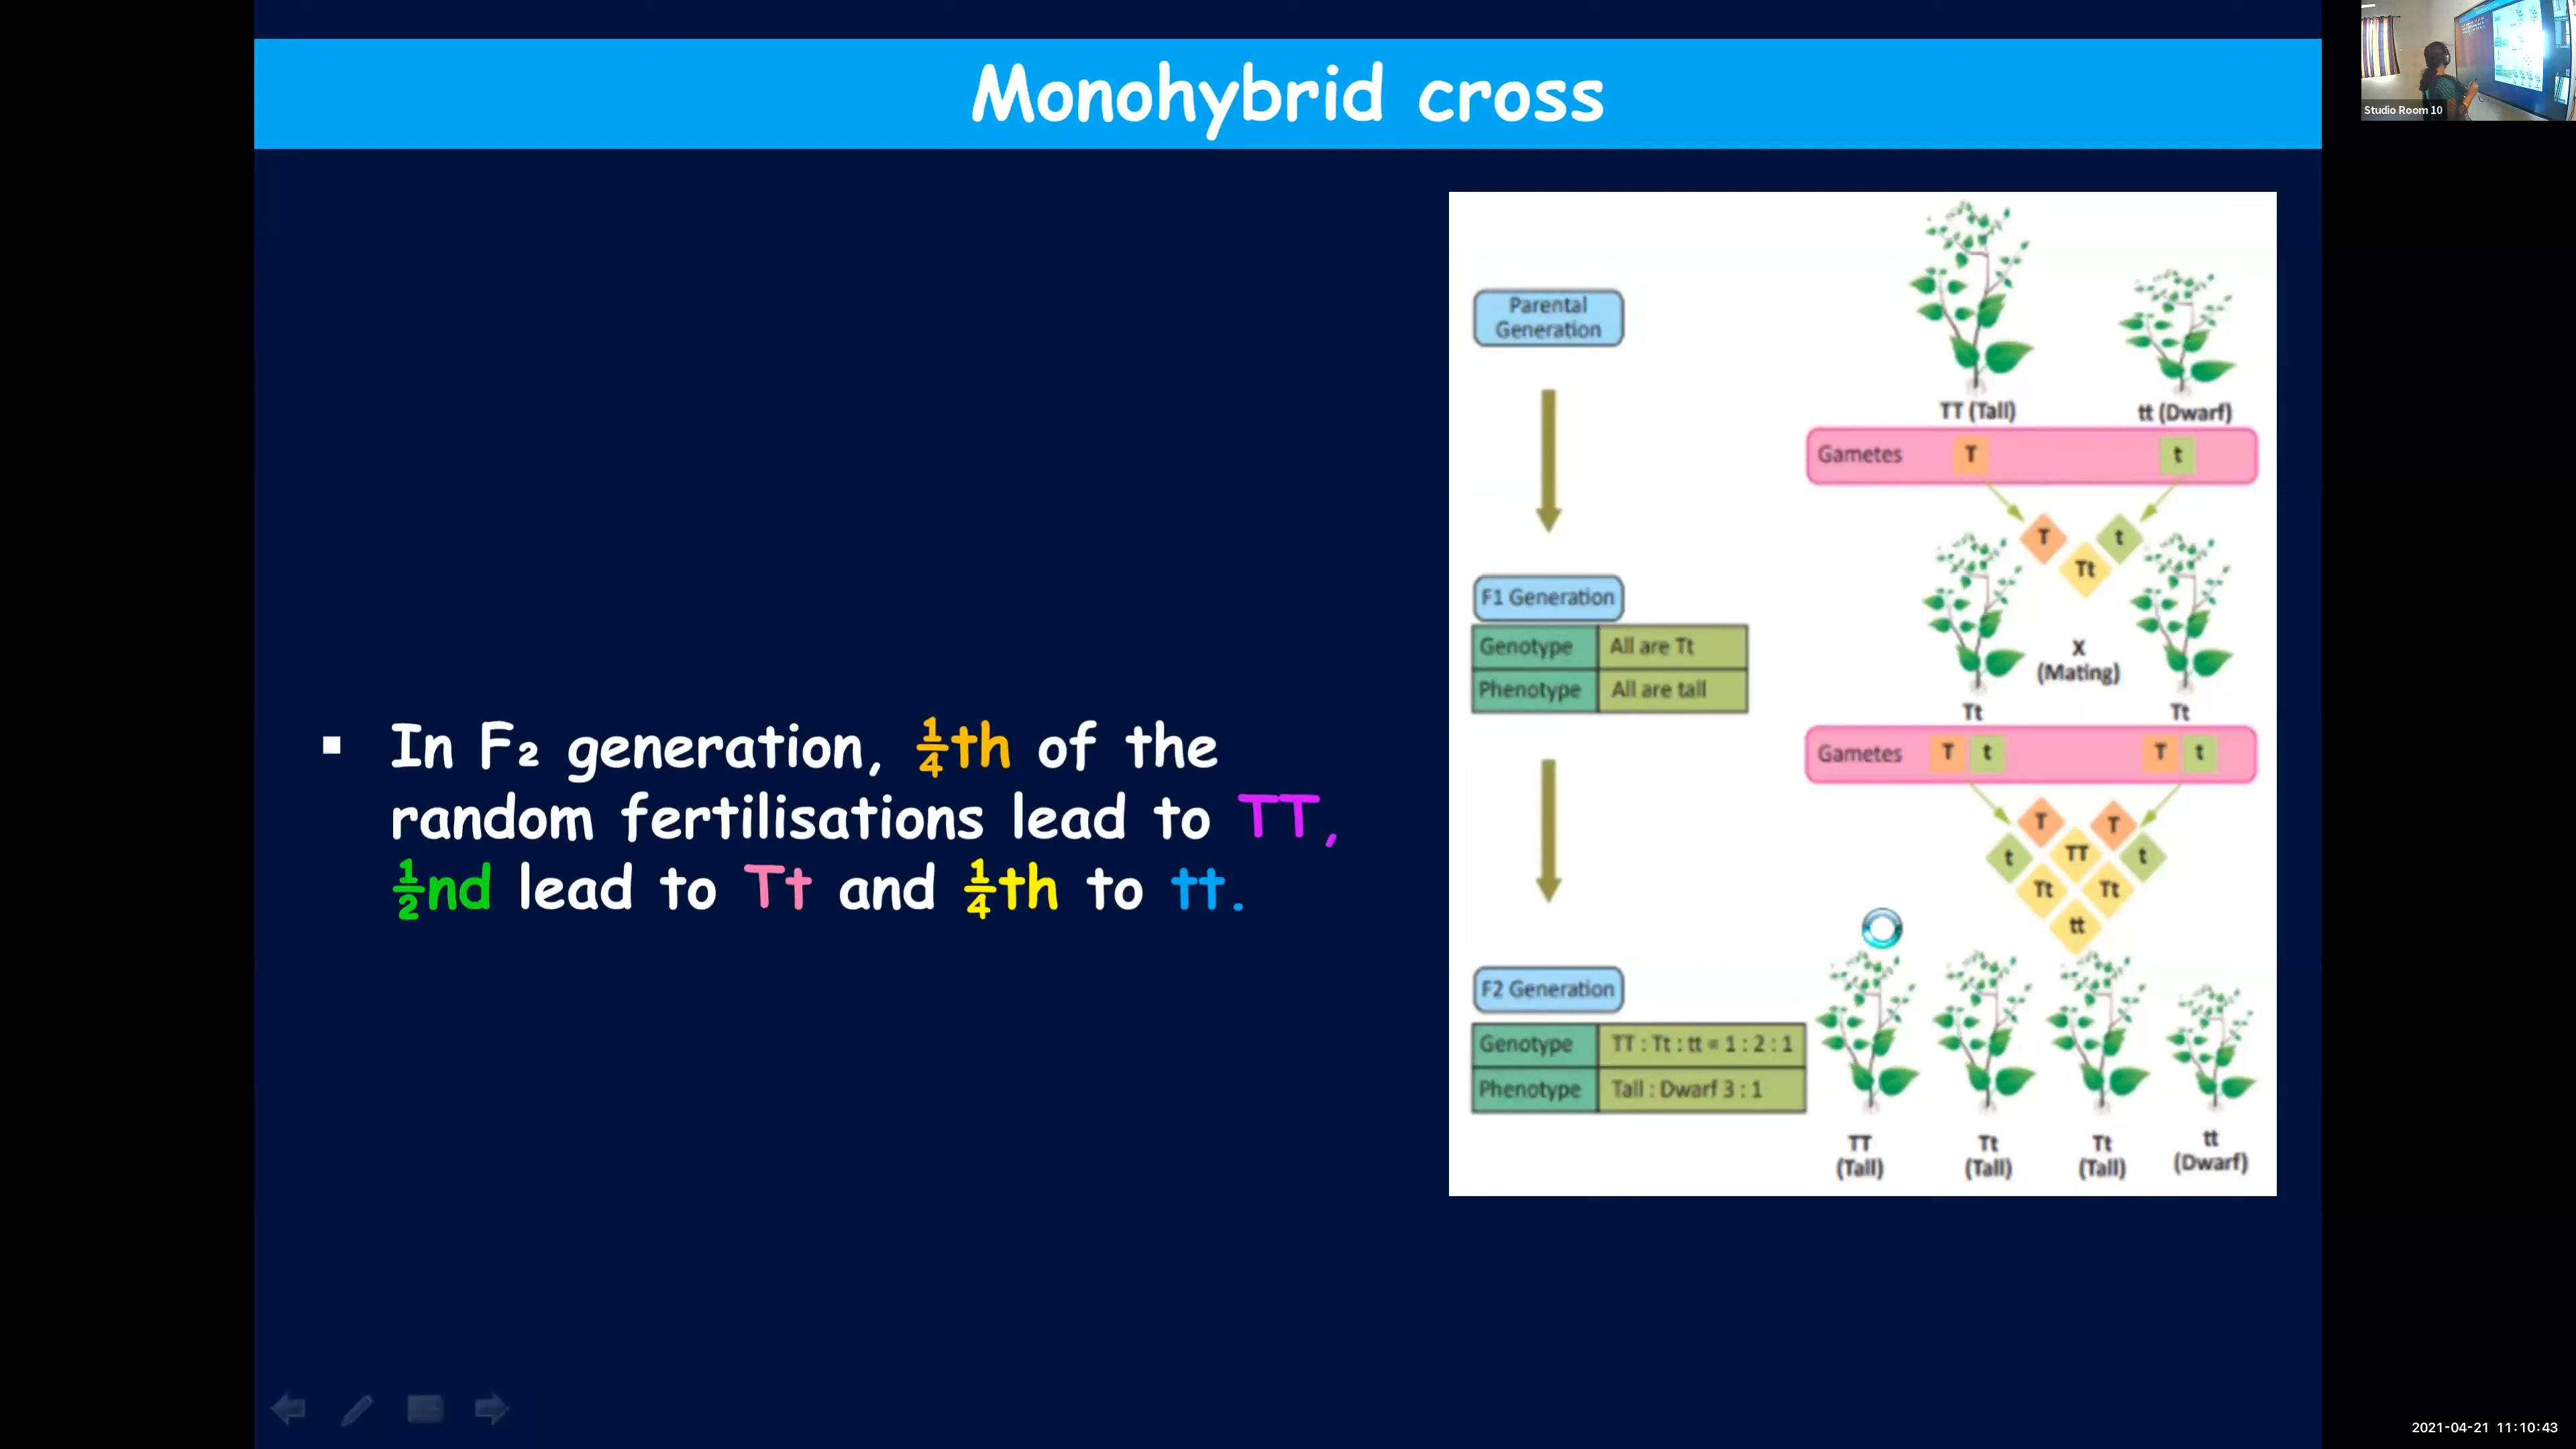 Monohybrid cross
Studio Room 10
▪ In F₂ generation, ¼th of the
random fertilisations lead to TT,
½nd lead to Tt and ¼th to tt.
Parental
Generation
TT (Tall)
tt (Dwarf)
Gametes T t
T t
Tt
F1 Generation
Genotype All are Tt
Phenotype All are tall
X
(Mating)
Tt Tt
Gametes T t T t
T T
t TT t
Tt Tt
tt
F2 Generation
Genotype TT : Tt : tt = 1 : 2 : 1
Phenotype Tall : Dwarf 3 : 1
TT
(Tall)
Tt
(Tall)
Tt
(Tall)
tt
(Dwarf)
2021-04-21 11:10:43